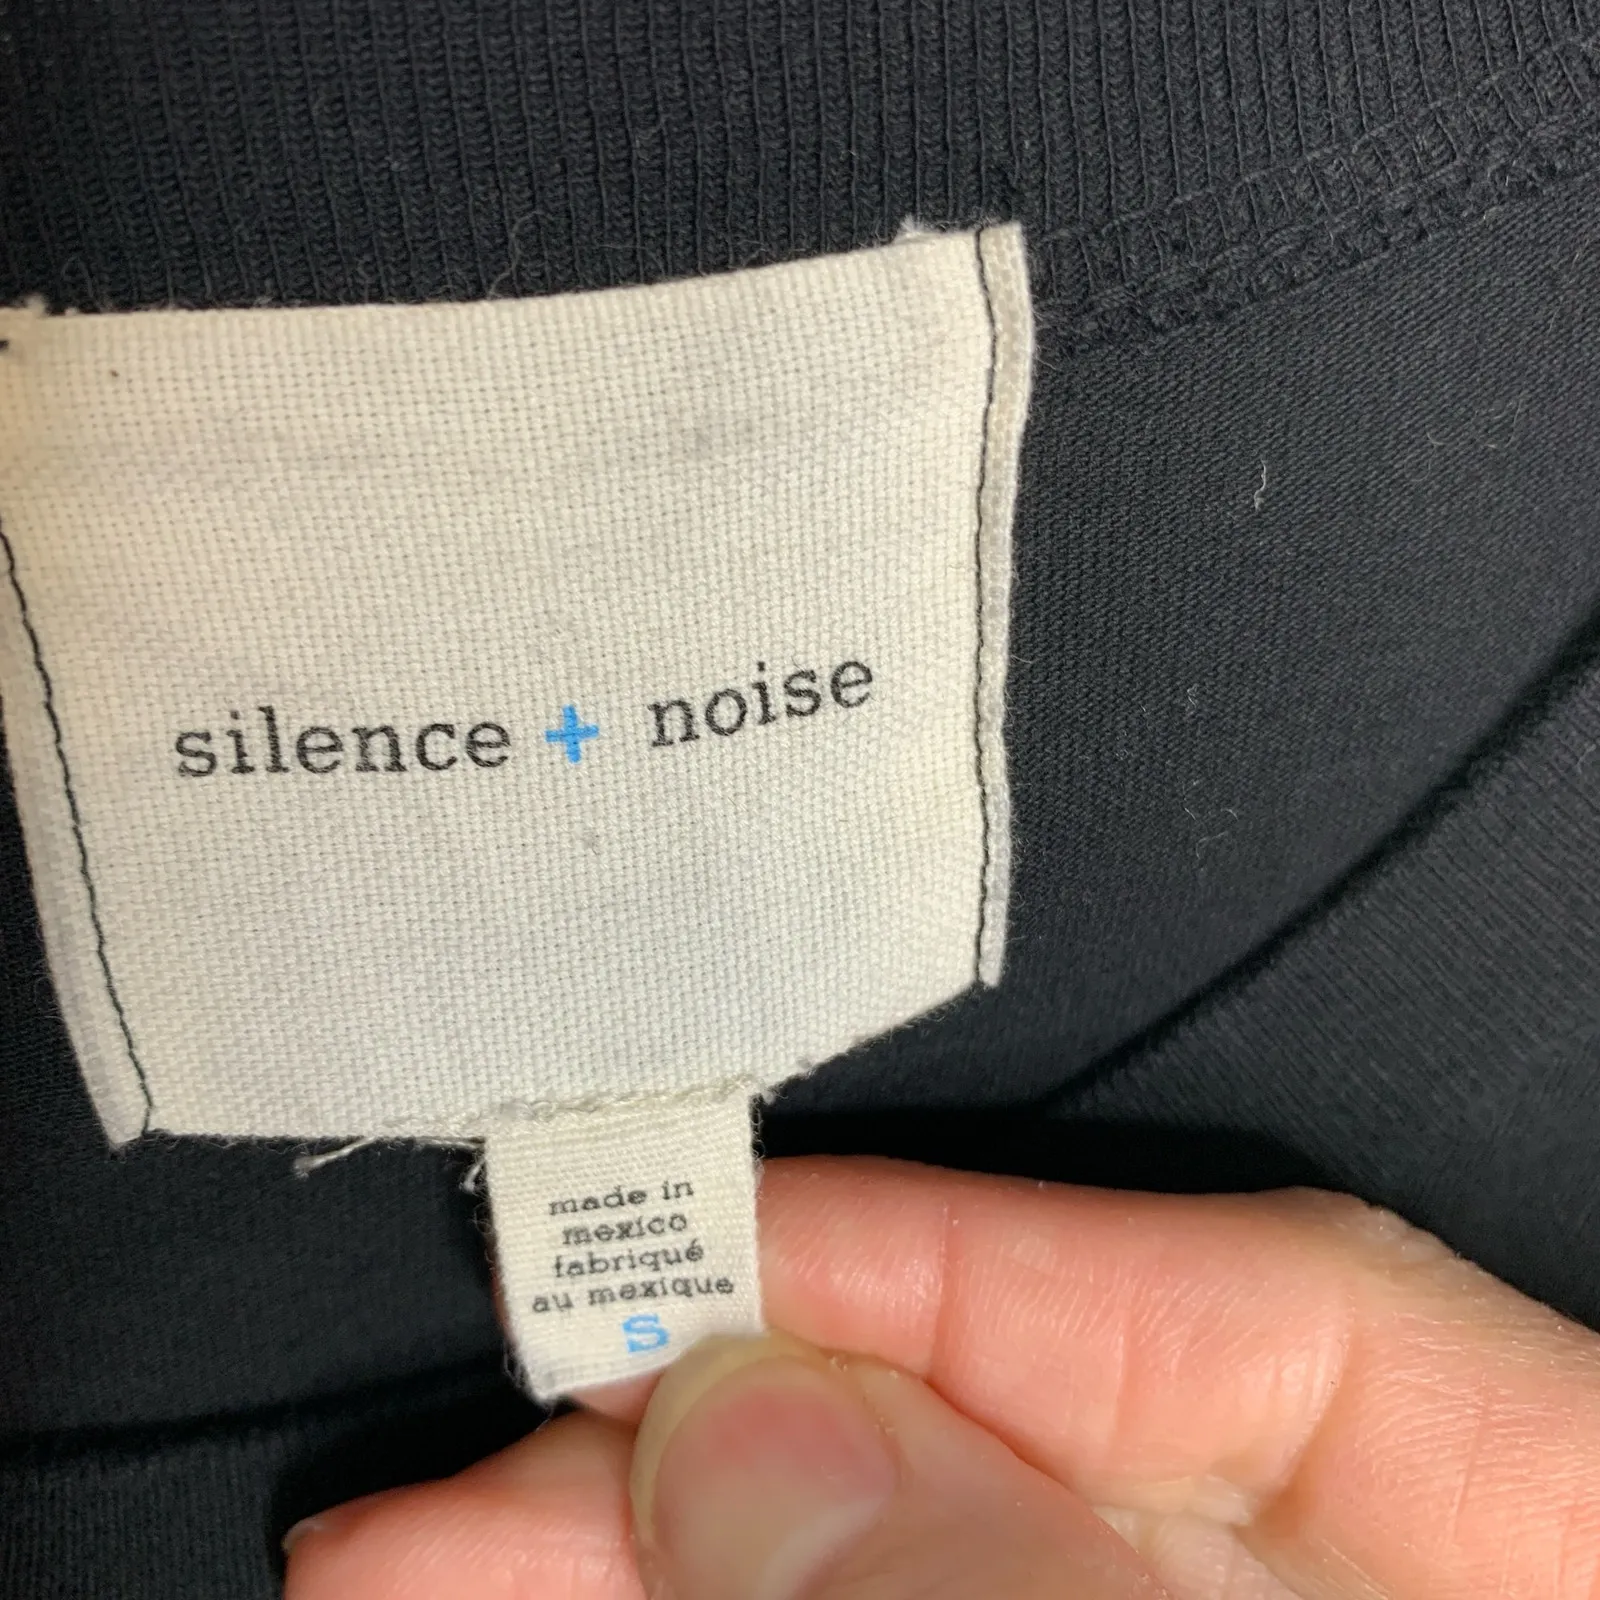 silence + noise
made in
mexico
fabriqué
au mexique
S